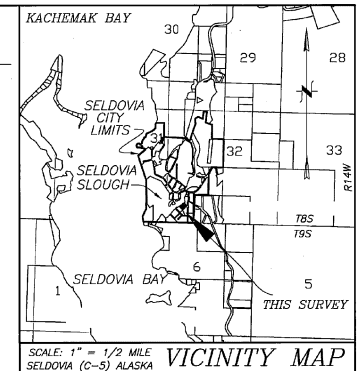 KACHEMAK BAY
30
29
28
SELDOVIA
CITY
LIMITS
31
32
33
R14W
SELDOVIA
SLOUGH
T8S
T9S
SELDOVIA BAY
6
5
1
THIS SURVEY
SCALE: 1" = 1/2 MILE
SELDOVIA (C-5) ALASKA
VICINITY MAP